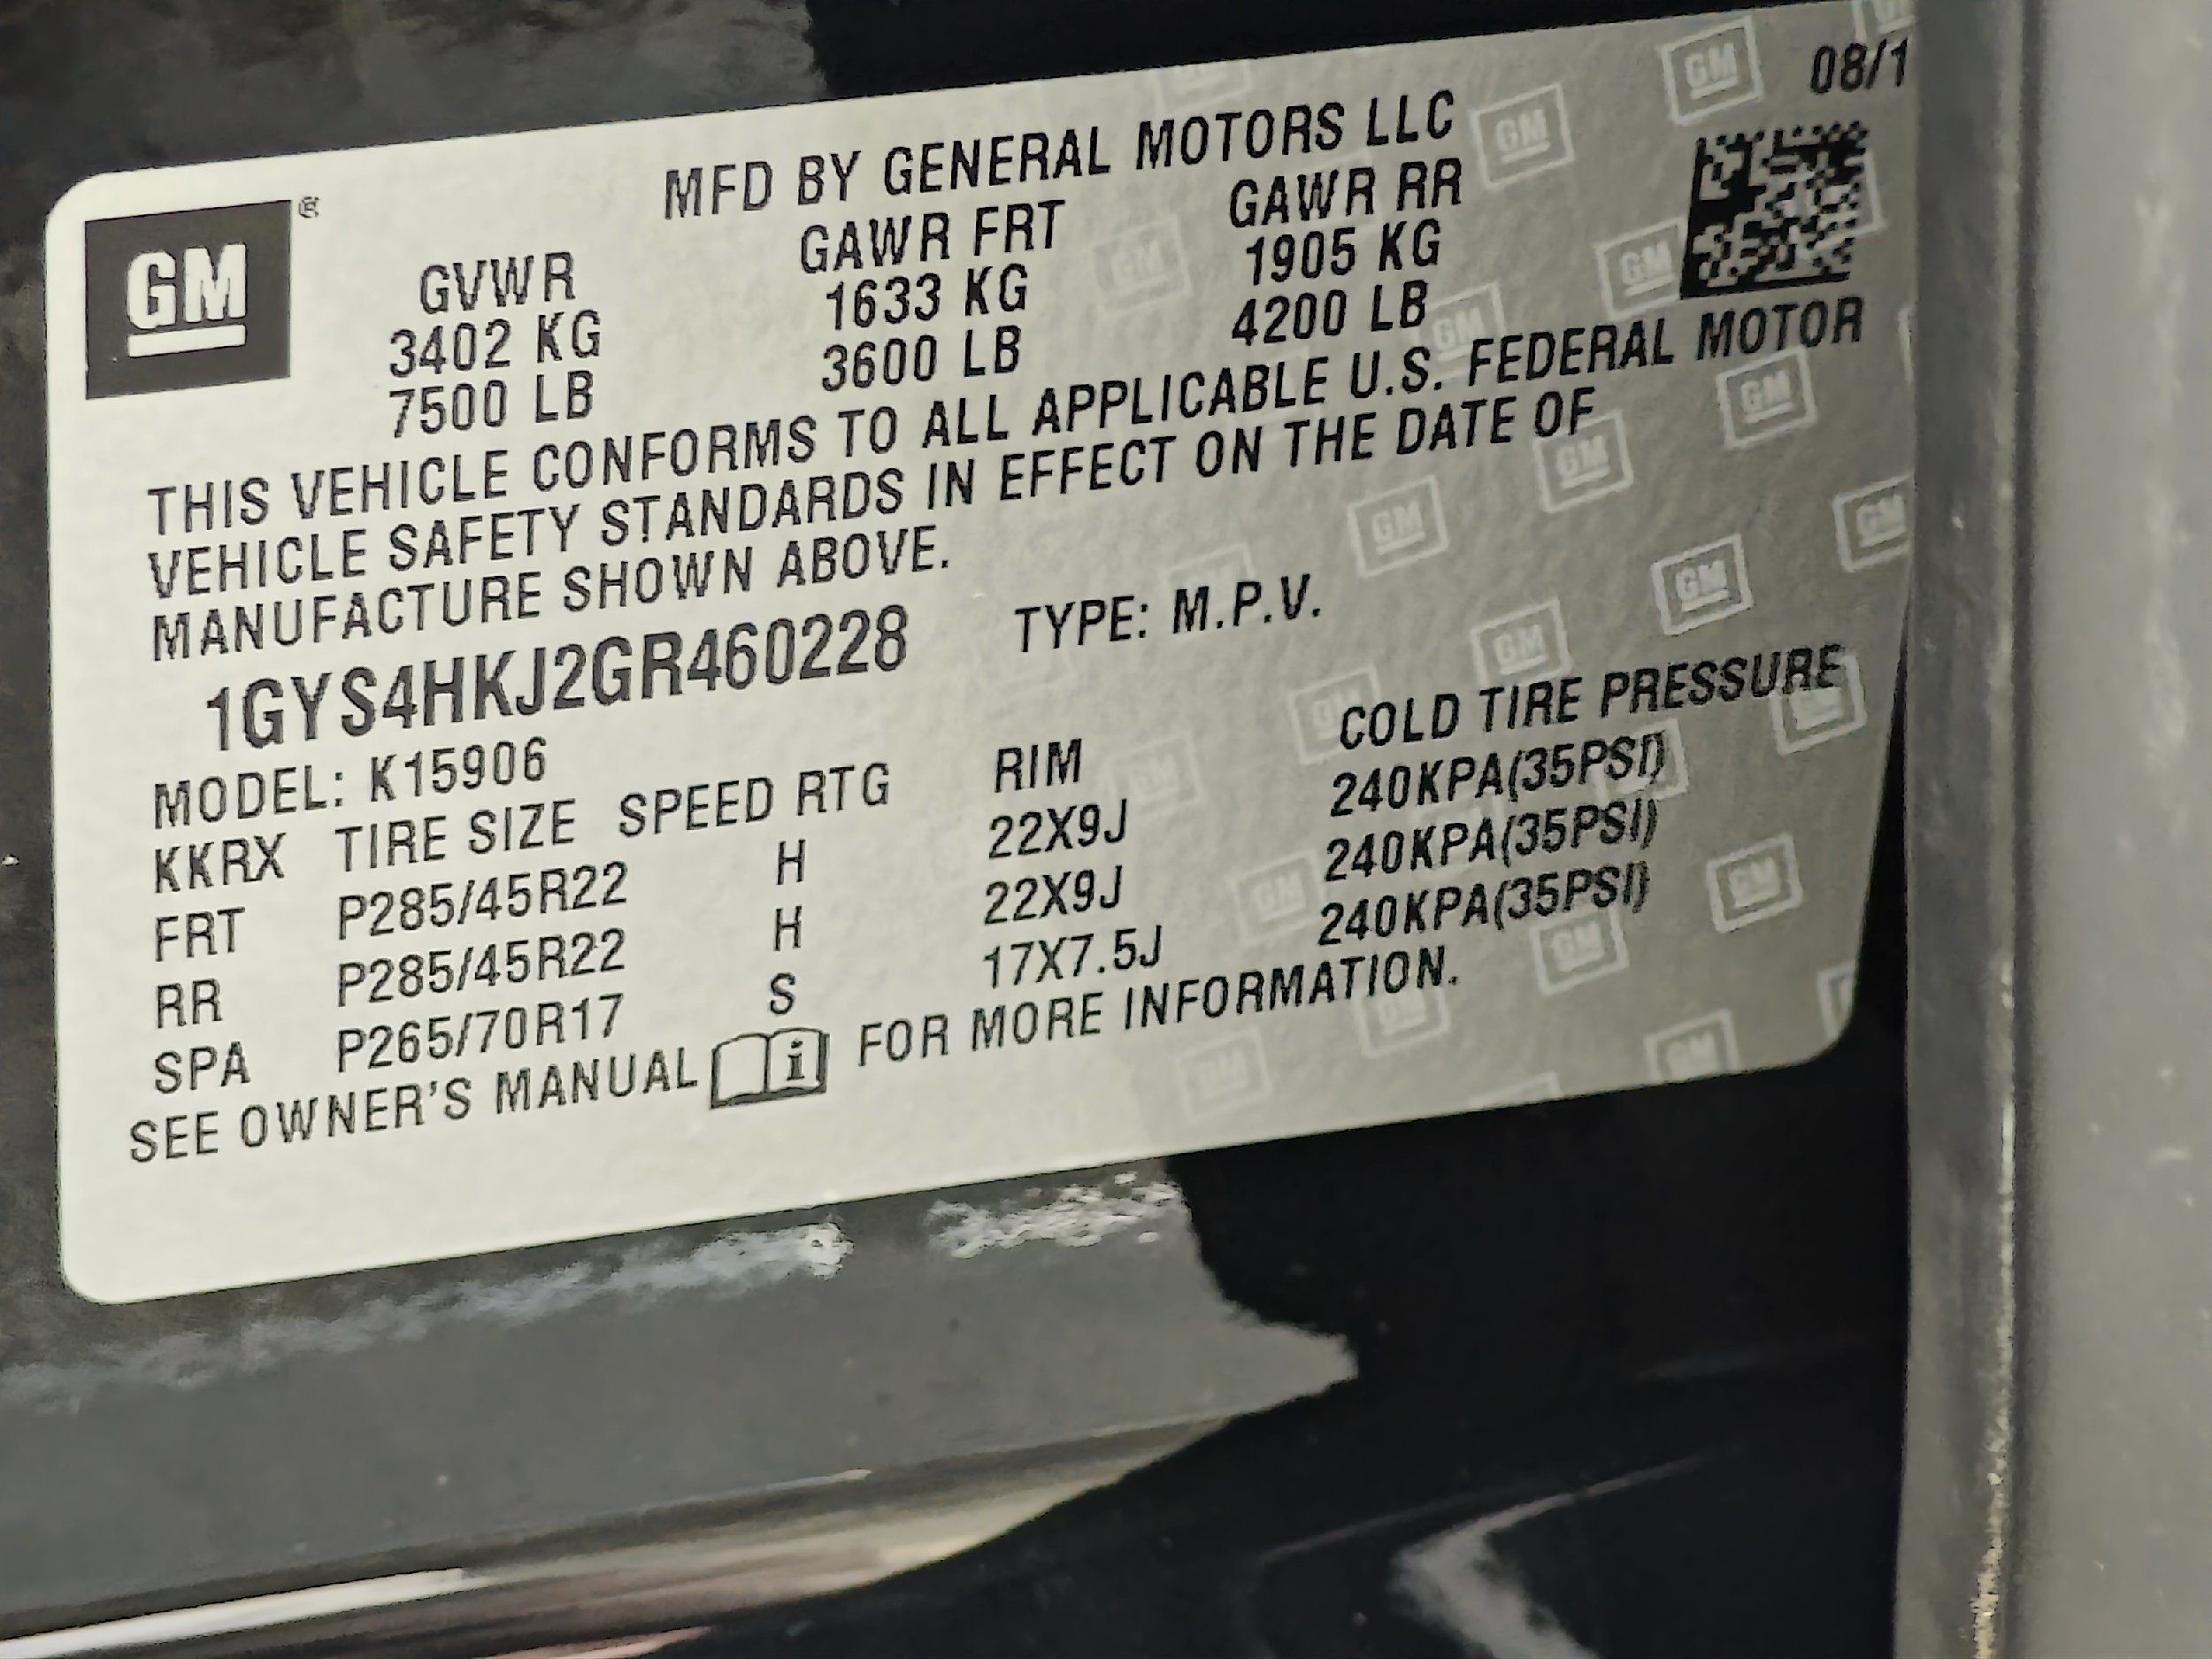 08/1
MFD BY GENERAL MOTORS LLC
GM ®
GVWR GAWR FRT GAWR RR
3402 KG 1633 KG 1905 KG
7500 LB 3600 LB 4200 LB
THIS VEHICLE CONFORMS TO ALL APPLICABLE U.S. FEDERAL MOTOR
VEHICLE SAFETY STANDARDS IN EFFECT ON THE DATE OF
MANUFACTURE SHOWN ABOVE.
1GYS4HKJ2GR460228 TYPE: M.P.V.
MODEL: K15906
KKRX TIRE SIZE SPEED RTG RIM COLD TIRE PRESSURE
FRT P285/45R22 H 22X9J 240KPA(35PSI)
RR P285/45R22 H 22X9J 240KPA(35PSI)
SPA P265/70R17 S 17X7.5J 240KPA(35PSI)
SEE OWNER'S MANUAL i FOR MORE INFORMATION.